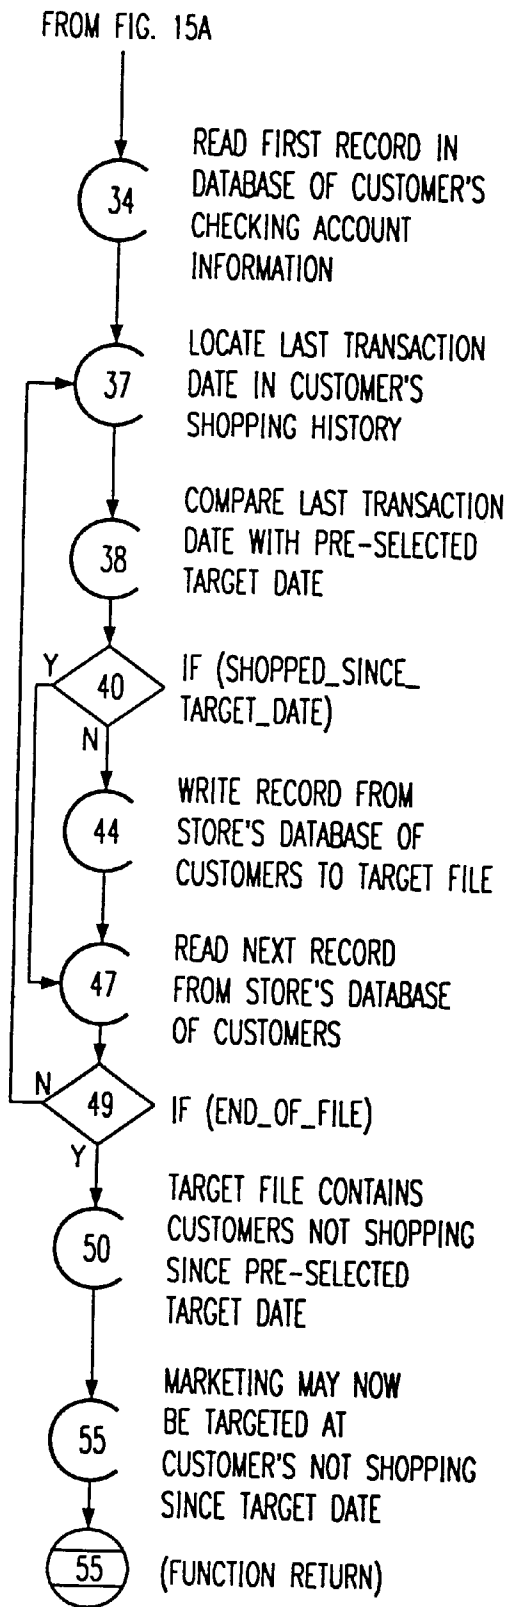 FROM FIG. 15A
34
READ FIRST RECORD IN
DATABASE OF CUSTOMER'S
CHECKING ACCOUNT
INFORMATION
37
LOCATE LAST TRANSACTION
DATE IN CUSTOMER'S
SHOPPING HISTORY
38
COMPARE LAST TRANSACTION
DATE WITH PRE-SELECTED
TARGET DATE
Y
40
N
IF (SHOPPED_SINCE_
TARGET_DATE)
44
WRITE RECORD FROM
STORE'S DATABASE OF
CUSTOMERS TO TARGET FILE
47
READ NEXT RECORD
FROM STORE'S DATABASE
OF CUSTOMERS
N
49
Y
IF (END_OF_FILE)
50
TARGET FILE CONTAINS
CUSTOMERS NOT SHOPPING
SINCE PRE-SELECTED
TARGET DATE
55
MARKETING MAY NOW
BE TARGETED AT
CUSTOMER'S NOT SHOPPING
SINCE TARGET DATE
55
(FUNCTION RETURN)